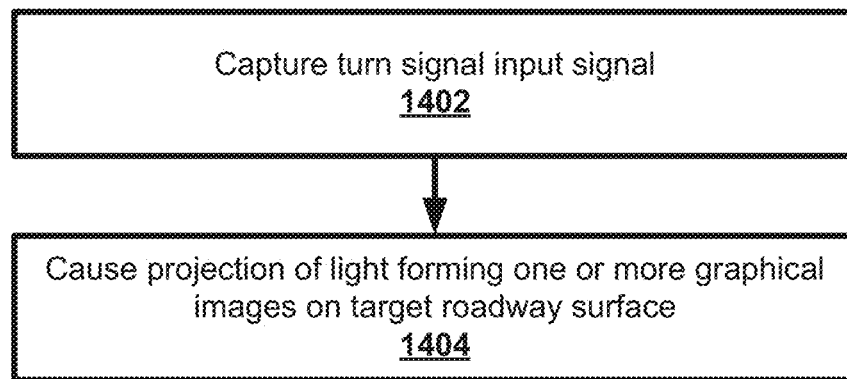 Capture turn signal input signal
1402
Cause projection of light forming one or more graphical
images on target roadway surface
1404